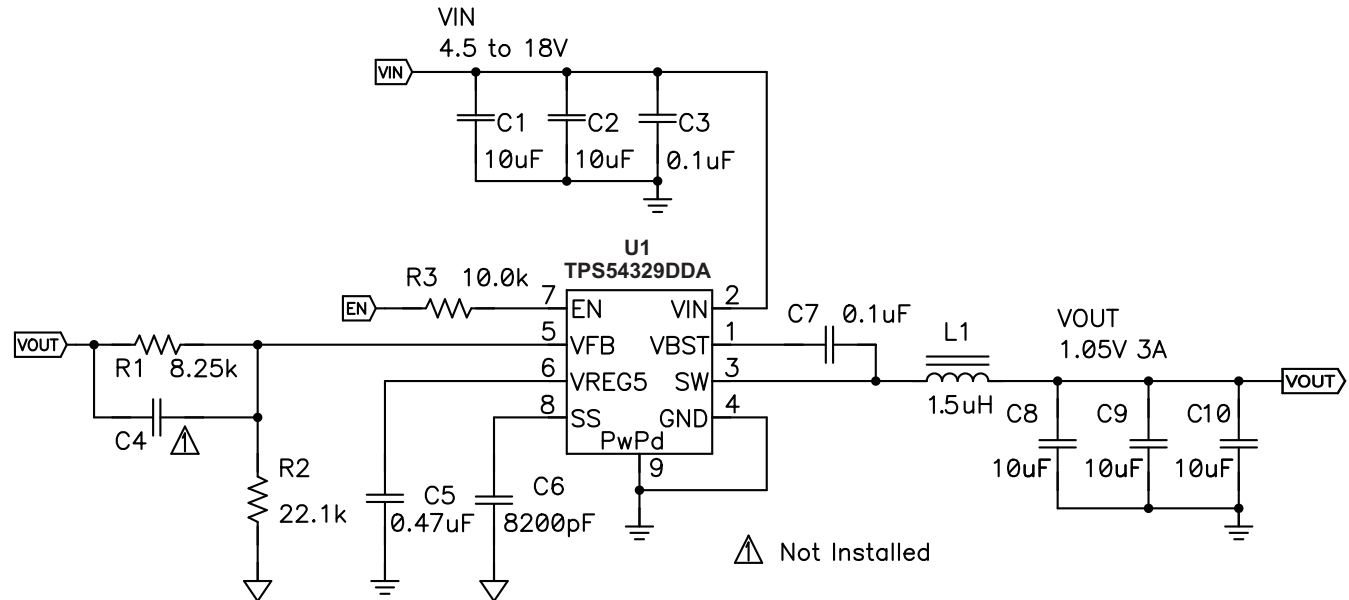 VIN
4.5 to 18V
VIN
C1
10uF
C2
10uF
C3
0.1uF
U1
TPS54329DDA
R3 10.0k
EN
7
EN
VIN
2
C7 0.1uF
VOUT
R1 8.25k
5
VFB
VBST
1
L1
1.5uH
VOUT
1.05V 3A
6
VREG5
SW
3
VOUT
C4
1
8
SS
GND
4
PwPd
9
R2
22.1k
C5
0.47uF
C6
8200pF
C8
10uF
C9
10uF
C10
10uF
1 Not Installed